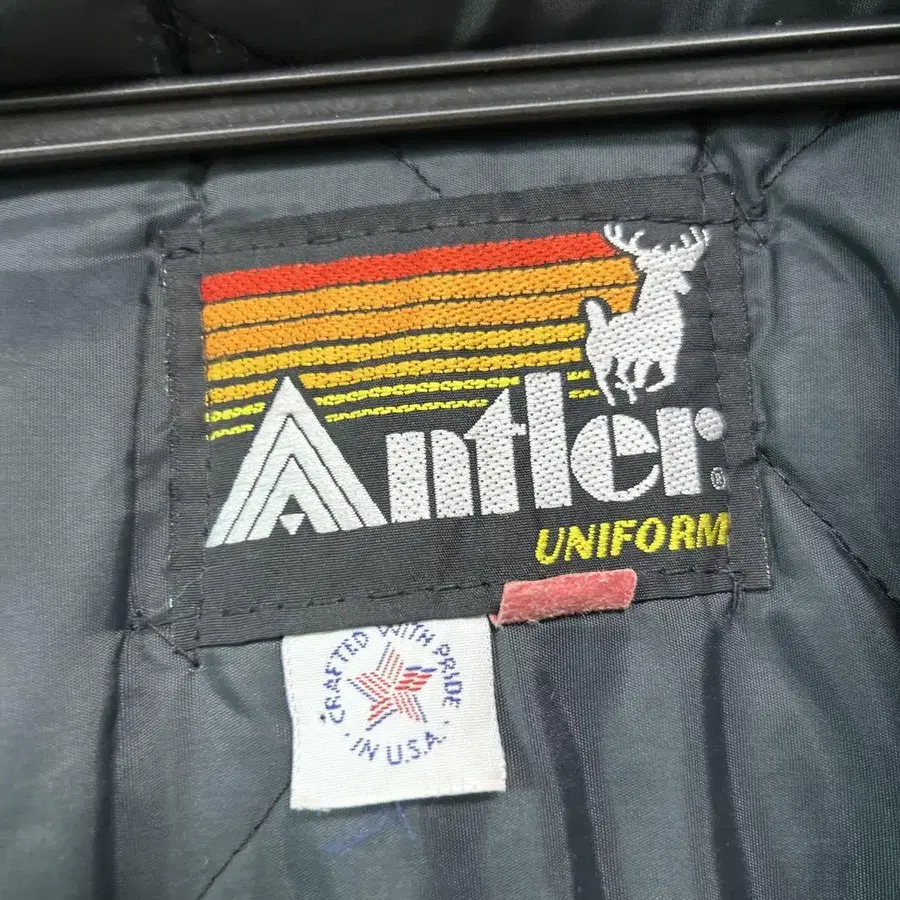 Antler®
UNIFORM
CRAFTED WITH PRIDE
· IN U.S.A. ·